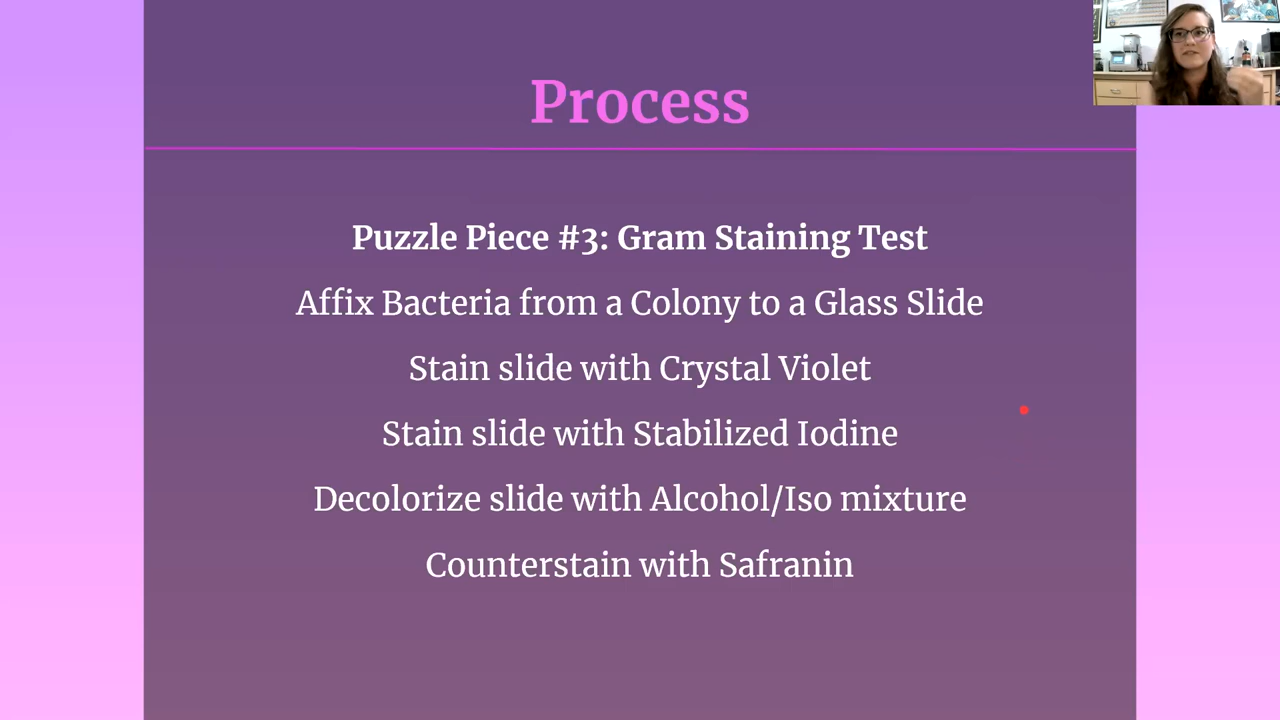 Process
Puzzle Piece #3: Gram Staining Test
Affix Bacteria from a Colony to a Glass Slide
Stain slide with Crystal Violet
Stain slide with Stabilized Iodine
Decolorize slide with Alcohol/Iso mixture
Counterstain with Safranin